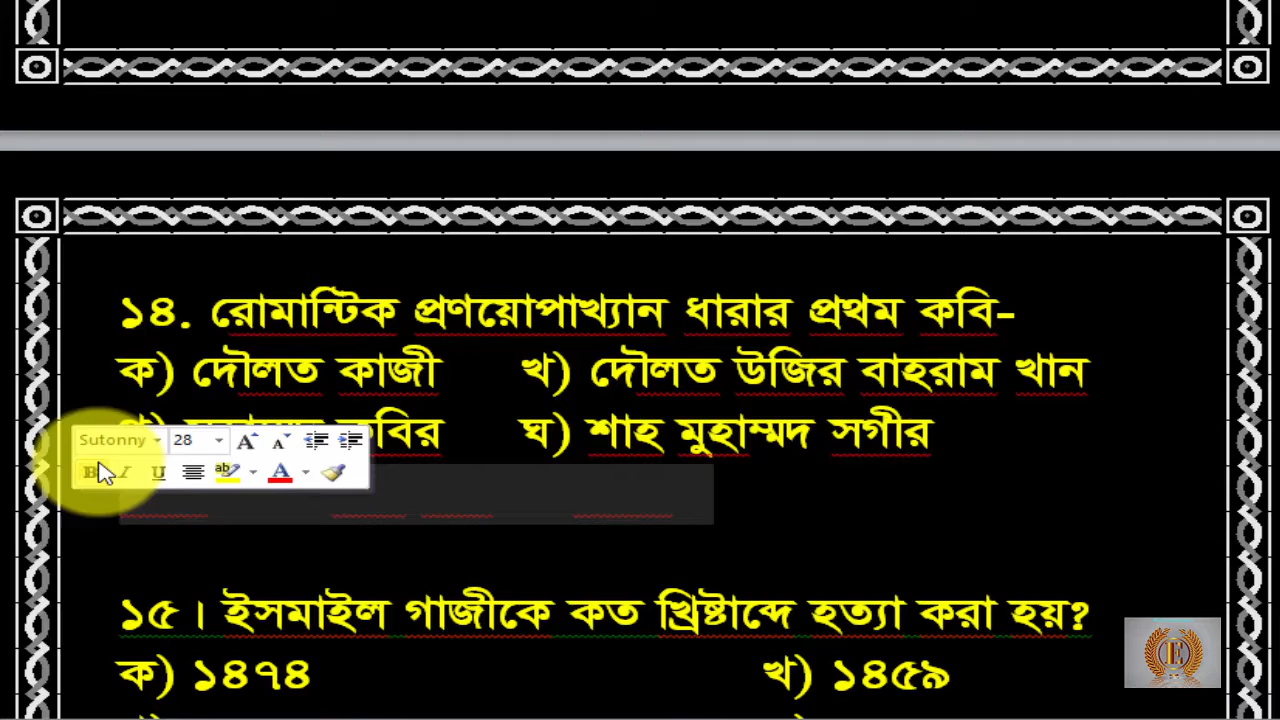 ১৪. রোমান্টিক প্রণয়োপাখ্যান ধারার প্রথম কবি-
ক) দৌলত কাজী খ) দৌলত উজির বাহরাম খান
কবির ঘ) শাহ মুহাম্মদ সগীর
Sutonny 28
১৫। ইসমাইল গাজীকে কত খ্রিষ্টাব্দে হত্যা করা হয়?
ক) ১৪৭৪ খ) ১৪৫৯